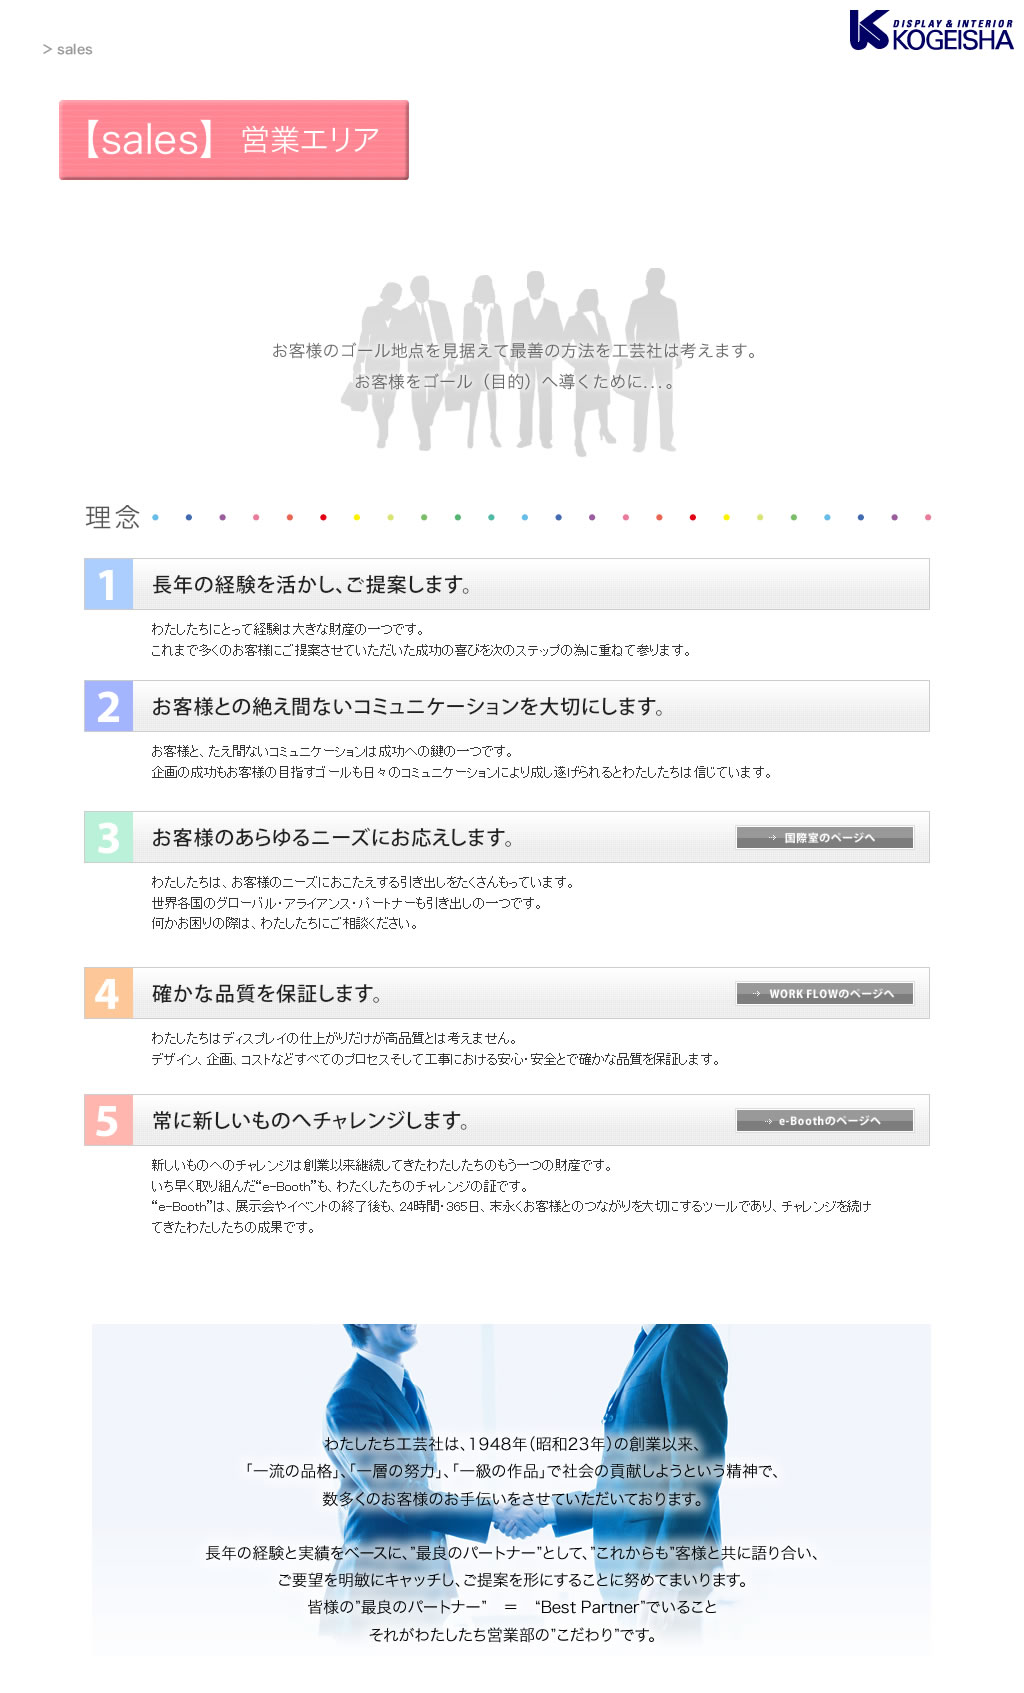 DISPLAY & INTERIOR
KOGEISHA
> sales
【sales】 営業エリア
お客様のゴール地点を見据えて最善の方法を工芸社は考えます。
お客様をゴール（目的）へ導くために...。
理念
1 長年の経験を活かし、ご提案します。
わたしたちにとって経験は大きな財産の一つです。
これまで多くのお客様にご提案させていただいた成功の喜びを次のステップの為に重ねて参ります。
2 お客様との絶え間ないコミュニケーションを大切にします。
お客様と、たえ間ないコミュニケーションは成功への鍵の一つです。
企画の成功もお客様の目指すゴールも日々のコミュニケーションにより成し遂げられるとわたしたちは信じています。
3 お客様のあらゆるニーズにお応えします。 国際室のページへ
わたしたちは、お客様のニーズにおこたえする引き出しをたくさんもっています。
世界各国のグローバル・アライアンス・パートナーも引き出しの一つです。
何かお困りの際は、わたしたちにご相談ください。
4 確かな品質を保証します。 WORK FLOWのページへ
わたしたちはディスプレイの仕上がりだけが高品質とは考えません。
デザイン、企画、コストなどすべてのプロセスそして工事における安心・安全とで確かな品質を保証します。
5 常に新しいものへチャレンジします。 e-Boothのページへ
新しいものへのチャレンジは創業以来継続してきたわたしたちのもう一つの財産です。
いち早く取り組んだ“e-Booth”も、わたくしたちのチャレンジの証です。
“e-Booth”は、展示会やイベントの終了後も、24時間・365日、末永くお客様とのつながりを大切にするツールであり、チャレンジを続け
てきたわたしたちの成果です。
わたしたち工芸社は、1948年（昭和23年）の創業以来、
「一流の品格」、「一層の努力」、「一級の作品」で社会の貢献しようという精神で、
数多くのお客様のお手伝いをさせていただいております。
長年の経験と実績をベースに、”最良のパートナー”として、”これからも”客様と共に語り合い、
ご要望を明敏にキャッチし、ご提案を形にすることに努めてまいります。
皆様の”最良のパートナー” ＝ “Best Partner”でいること
それがわたしたち営業部の”こだわり”です。